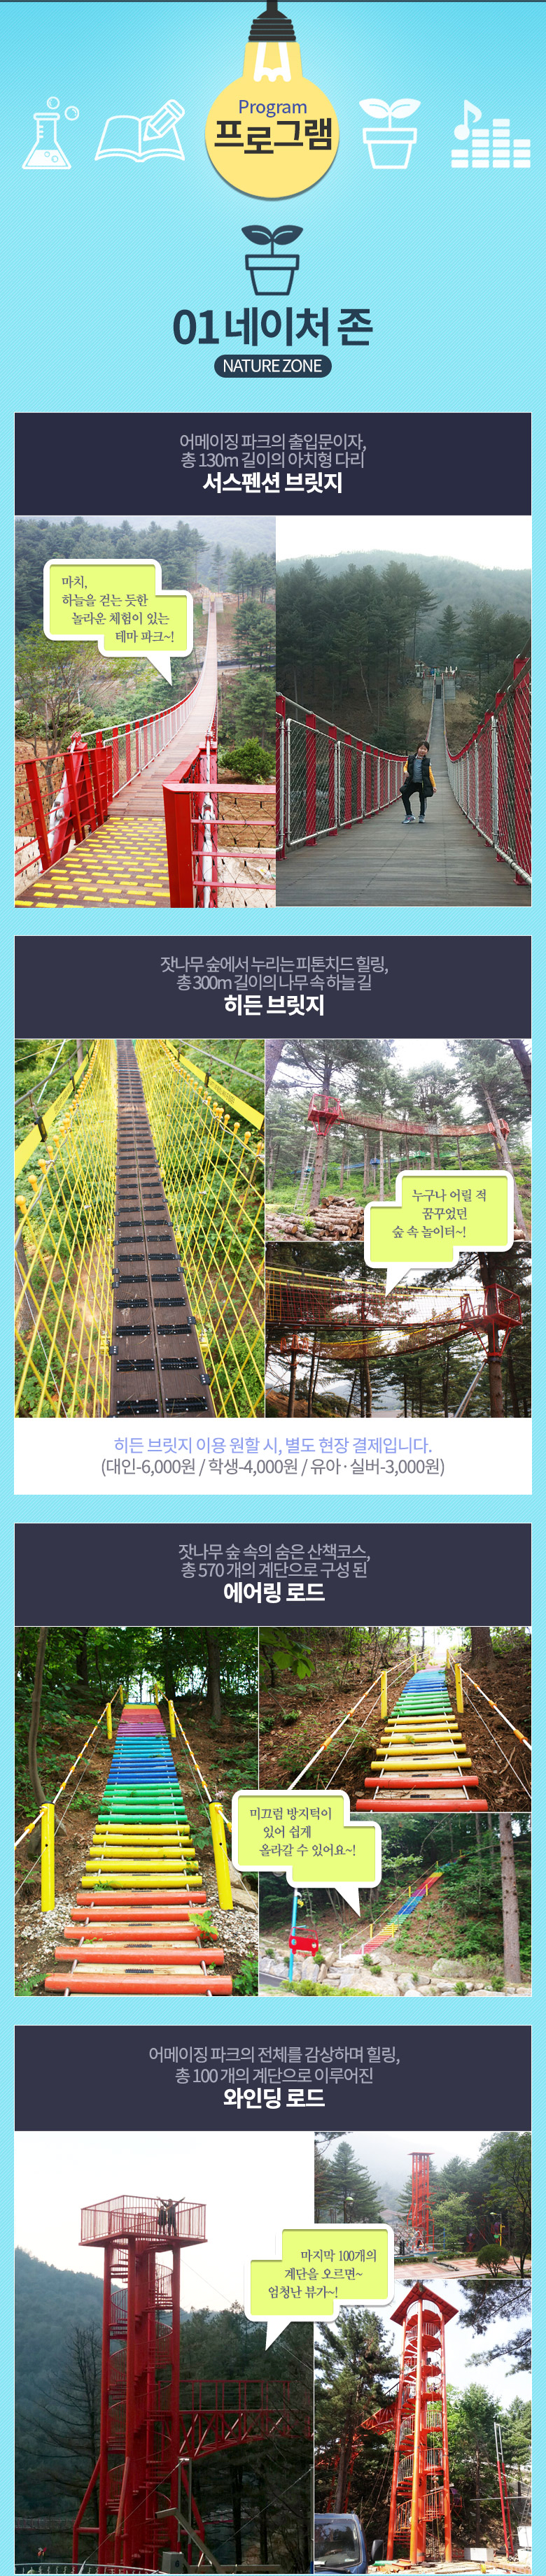 Program
프로그램
01 네이처 존
NATURE ZONE
어메이징 파크의 출입문이자,
총 130m 길이의 아치형 다리
서스펜션 브릿지
마치,
하늘을 걷는 듯한
놀라운 체험이 있는
테마 파크~!
잣나무 숲에서 누리는 피톤치드 힐링,
총 300m 길이의 나무 속 하늘 길
히든 브릿지
누구나 어릴 적
꿈꾸었던
숲 속 놀이터~!
히든 브릿지 이용 원할 시, 별도 현장 결제입니다.
(대인-6,000원 / 학생-4,000원 / 유아·실버-3,000원)
잣나무 숲 속의 숨은 산책코스,
총 570 개의 계단으로 구성 된
에어링 로드
미끄럼 방지턱이
있어 쉽게
올라갈 수 있어요~!
어메이징 파크의 전체를 감상하며 힐링,
총 100 개의 계단으로 이루어진
와인딩 로드
마지막 100개의
계단을 오르면~
엄청난 뷰가~!